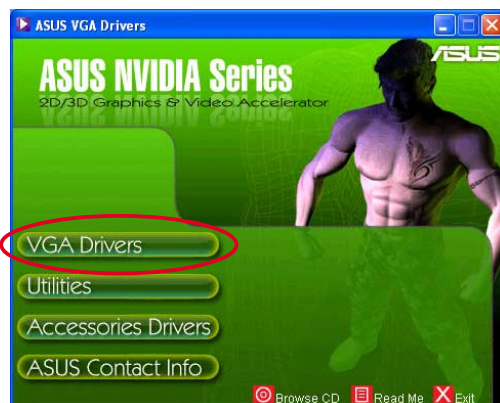 ASUS VGA Drivers
ASUS
ASUS NVIDIA Series
2D/3D Graphics & Video Accelerator
VGA Drivers
Utilities
Accessories Drivers
ASUS Contact Info
Browse CD Read Me Exit